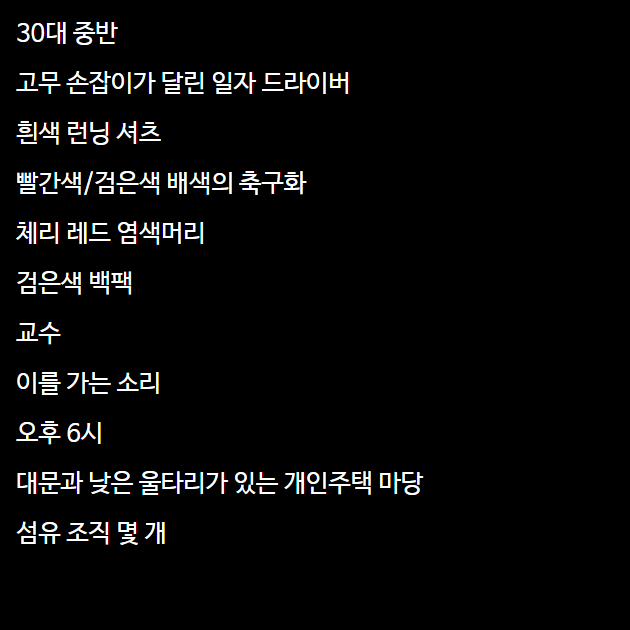 30대 중반
고무 손잡이가 달린 일자 드라이버
흰색 런닝 셔츠
빨간색/검은색 배색의 축구화
체리 레드 염색머리
검은색 백팩
교수
이를 가는 소리
오후 6시
대문과 낮은 울타리가 있는 개인주택 마당
섬유 조직 몇 개